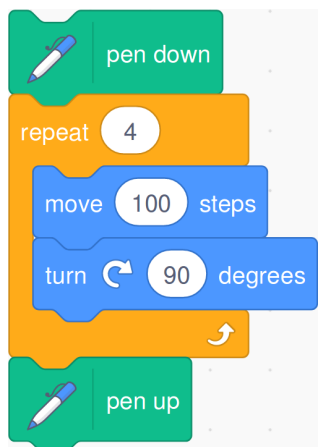 pen down
repeat 4
move 100 steps
turn 90 degrees
pen up